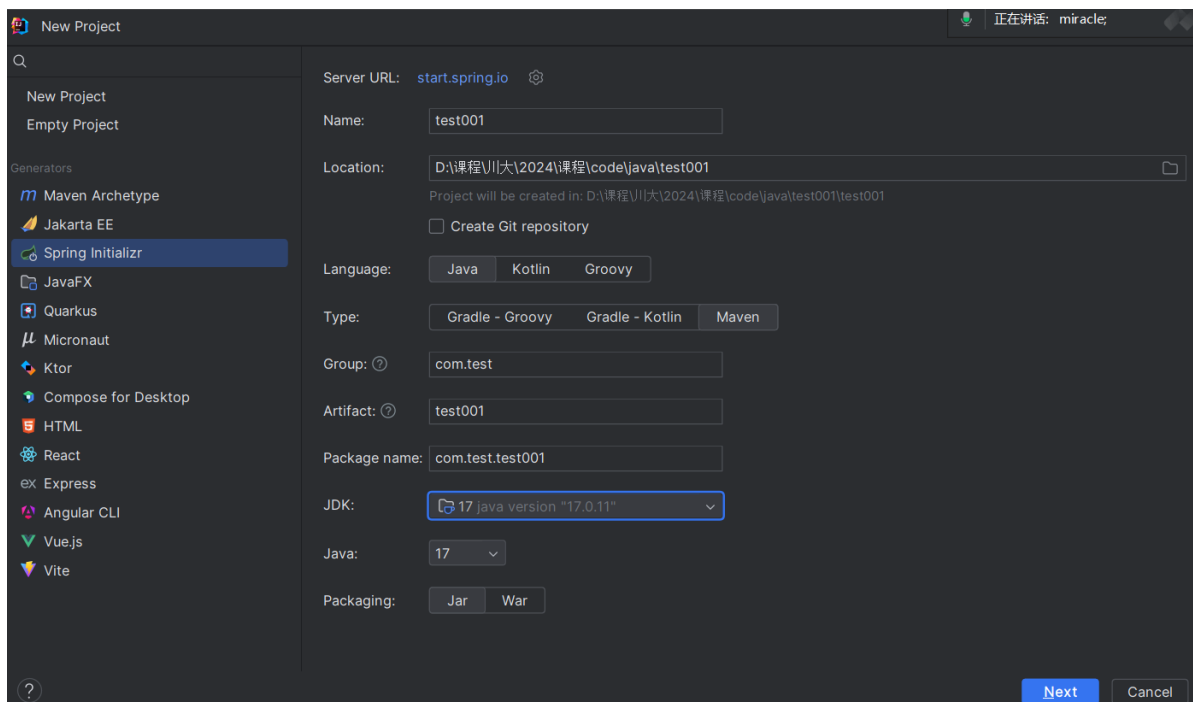 New Project
正在讲话: miracle;
New Project
Empty Project
Generators
Maven Archetype
Jakarta EE
Spring Initializr
JavaFX
Quarkus
Micronaut
Ktor
Compose for Desktop
HTML
React
ex Express
Angular CLI
Vue.js
Vite
Server URL: start.spring.io
Name: test001
Location: D:\课程\川大\2024\课程\code\java\test001
Project will be created in: D:\课程\川大\2024\课程\code\java\test001\test001
Create Git repository
Language: Java Kotlin Groovy
Type: Gradle - Groovy Gradle - Kotlin Maven
Group: ? com.test
Artifact: ? test001
Package name: com.test.test001
JDK: 17 java version "17.0.11"
Java: 17
Packaging: Jar War
? Next Cancel